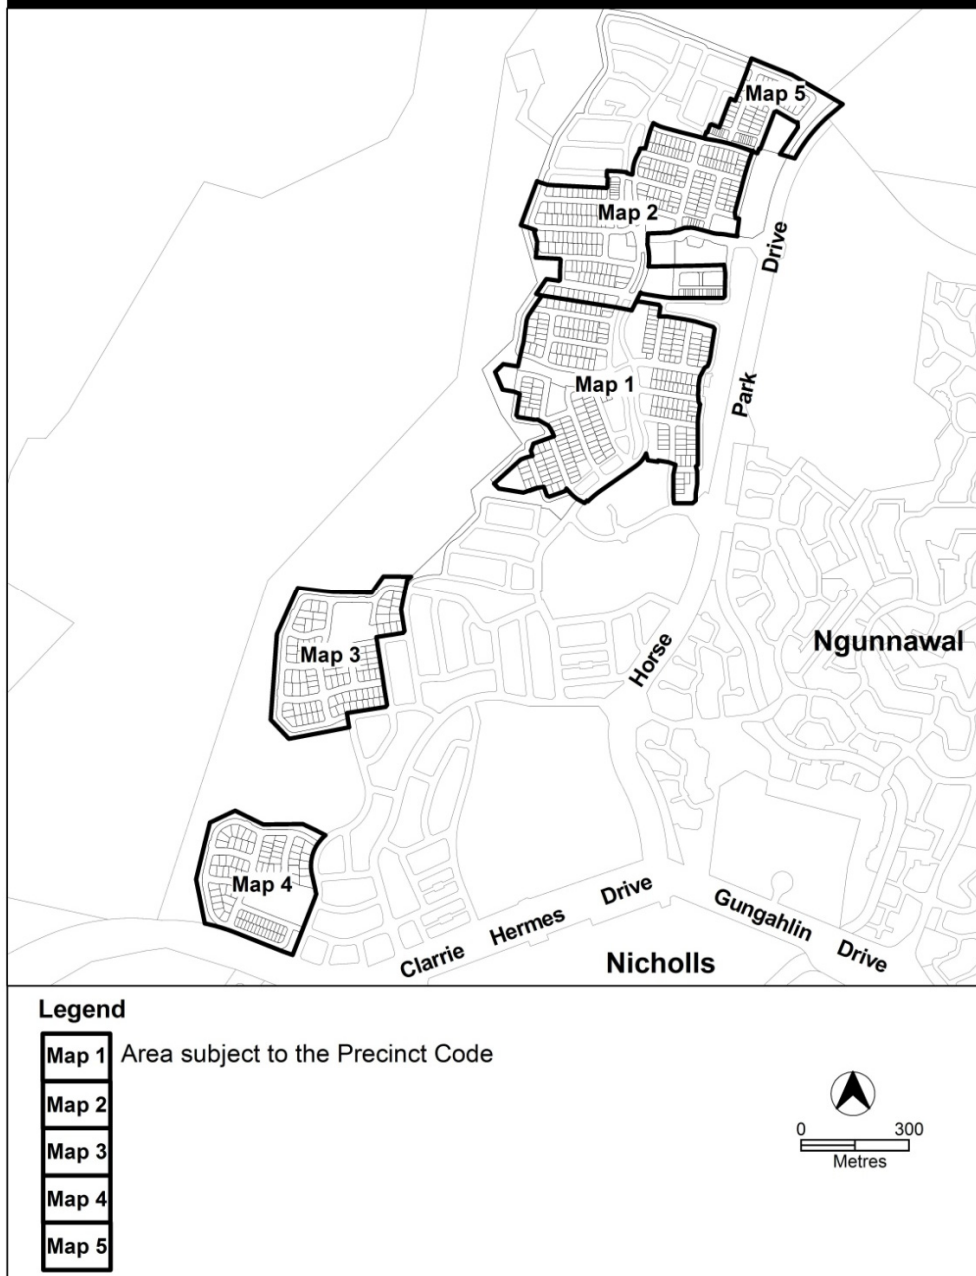 Map 5
Map 2
Drive
Map 1
Park
Map 3
Horse
Ngunnawal
Map 4
Clarrie Hermes Drive
Gungahlin Drive
Nicholls
Legend
Map 1 Area subject to the Precinct Code
Map 2
Map 3
Map 4
Map 5
0 300
Metres